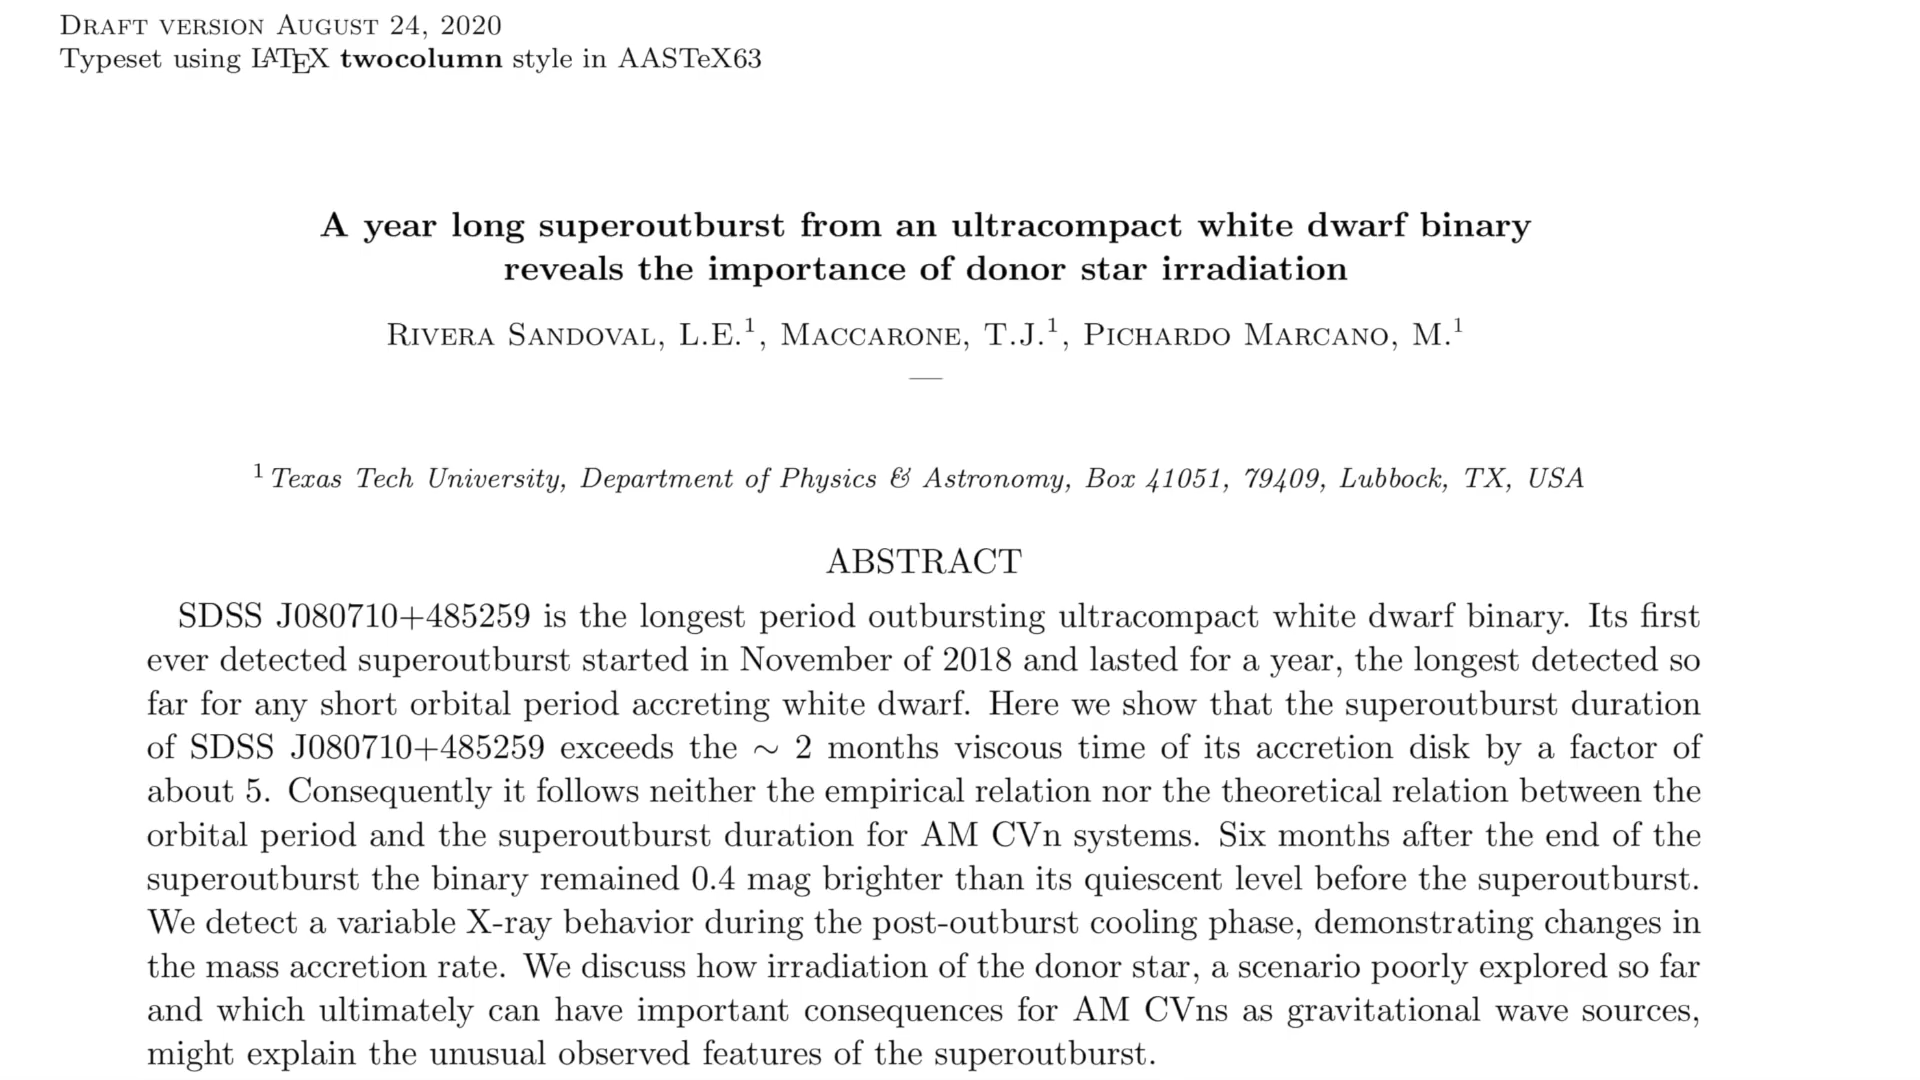 Draft version August 24, 2020
Typeset using LATEX twocolumn style in AASTeX63
A year long superoutburst from an ultracompact white dwarf binary
reveals the importance of donor star irradiation
Rivera Sandoval, L.E.1, Maccarone, T.J.1, Pichardo Marcano, M.1
—
1 Texas Tech University, Department of Physics & Astronomy, Box 41051, 79409, Lubbock, TX, USA
ABSTRACT
SDSS J080710+485259 is the longest period outbursting ultracompact white dwarf binary. Its first
ever detected superoutburst started in November of 2018 and lasted for a year, the longest detected so
far for any short orbital period accreting white dwarf. Here we show that the superoutburst duration
of SDSS J080710+485259 exceeds the ∼ 2 months viscous time of its accretion disk by a factor of
about 5. Consequently it follows neither the empirical relation nor the theoretical relation between the
orbital period and the superoutburst duration for AM CVn systems. Six months after the end of the
superoutburst the binary remained 0.4 mag brighter than its quiescent level before the superoutburst.
We detect a variable X-ray behavior during the post-outburst cooling phase, demonstrating changes in
the mass accretion rate. We discuss how irradiation of the donor star, a scenario poorly explored so far
and which ultimately can have important consequences for AM CVns as gravitational wave sources,
might explain the unusual observed features of the superoutburst.